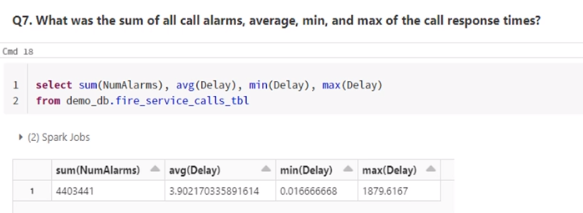 Q7. What was the sum of all call alarms, average, min, and max of the call response times?
Cmd 18
1 select sum(NumAlarms), avg(Delay), min(Delay), max(Delay)
2 from demo_db.fire_service_calls_tbl
(2) Spark Jobs
sum(NumAlarms) avg(Delay) min(Delay) max(Delay)
1 4403441 3.902170335891614 0.016666668 1879.6167